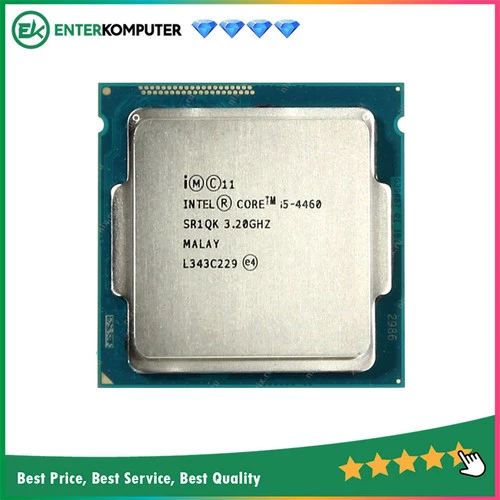 EK ENTERKOMPUTER
i Ⓜ Ⓒ 11
INTEL® CORE™ i5-4460
SR1QK 3.20GHZ
MALAY
L343C229 e4
2986
Best Price, Best Service, Best Quality